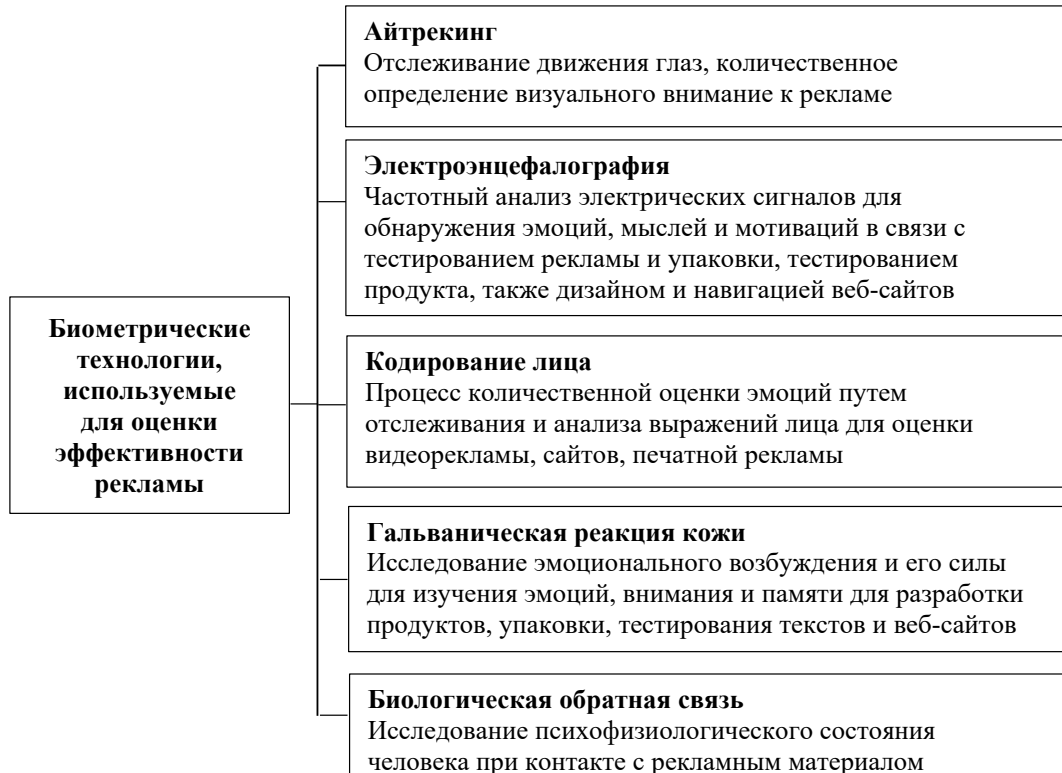 Биометрические
технологии,
используемые
для оценки
эффективности
рекламы
Айтрекинг
Отслеживание движения глаз, количественное
определение визуального внимание к рекламе
Электроэнцефалография
Частотный анализ электрических сигналов для
обнаружения эмоций, мыслей и мотиваций в связи с
тестированием рекламы и упаковки, тестированием
продукта, также дизайном и навигацией веб-сайтов
Кодирование лица
Процесс количественной оценки эмоций путем
отслеживания и анализа выражений лица для оценки
видеорекламы, сайтов, печатной рекламы
Гальваническая реакция кожи
Исследование эмоционального возбуждения и его силы
для изучения эмоций, внимания и памяти для разработки
продуктов, упаковки, тестирования текстов и веб-сайтов
Биологическая обратная связь
Исследование психофизиологического состояния
человека при контакте с рекламным материалом